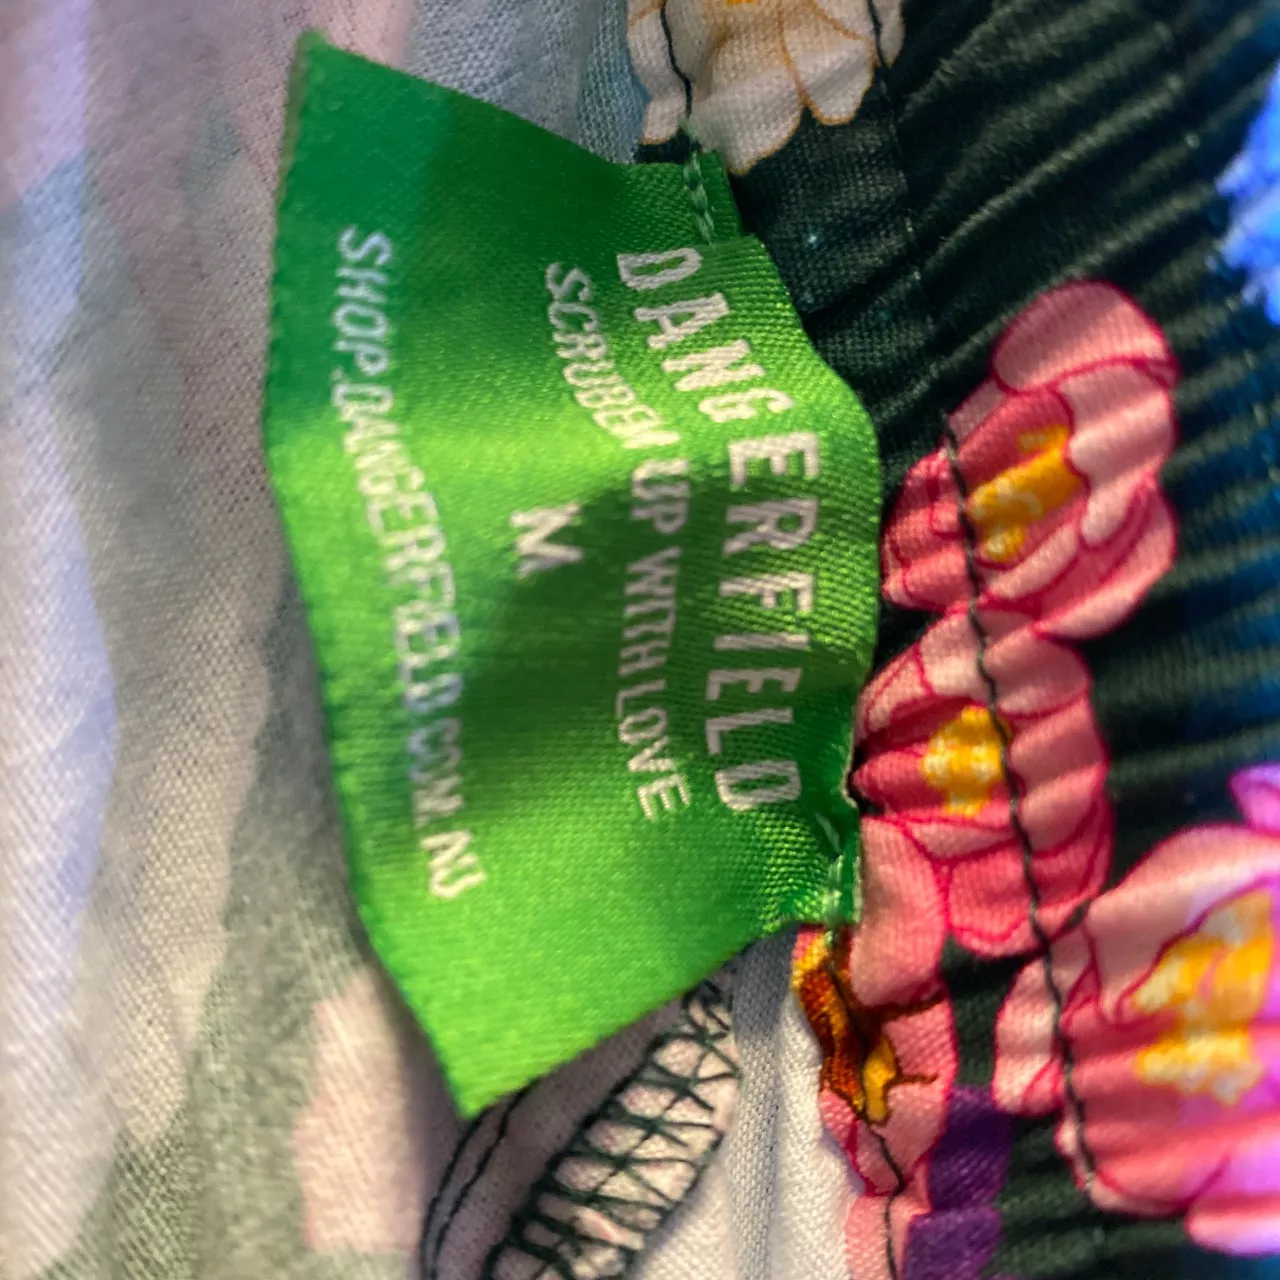 DANGERFIELD
SCRUBBED UP WITH LOVE
M
SHOP.DANGERFIELD.COM.AU